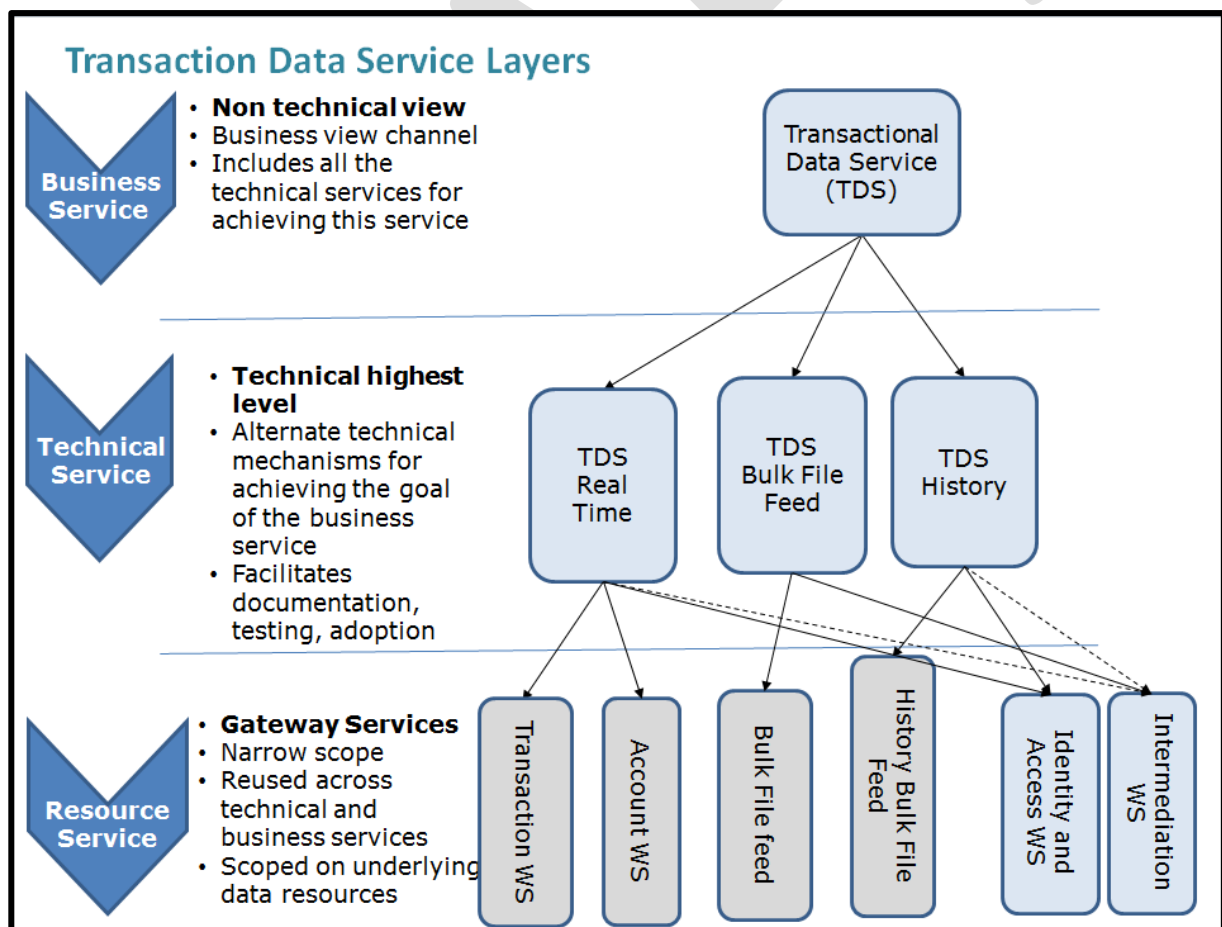 Transaction Data Service Layers
Business
Service
• Non technical view
• Business view channel
• Includes all the
technical services for
achieving this service
Transactional
Data Service
(TDS)
Technical
Service
• Technical highest
level
• Alternate technical
mechanisms for
achieving the goal
of the business
service
• Facilitates
documentation,
testing, adoption
TDS
Real
Time
TDS
Bulk File
Feed
TDS
History
Resource
Service
• Gateway Services
• Narrow scope
• Reused across
technical and
business services
• Scoped on underlying
data resources
Transaction WS
Account WS
Bulk File feed
History Bulk File
Feed
Identity and
Access WS
Intermediation
WS